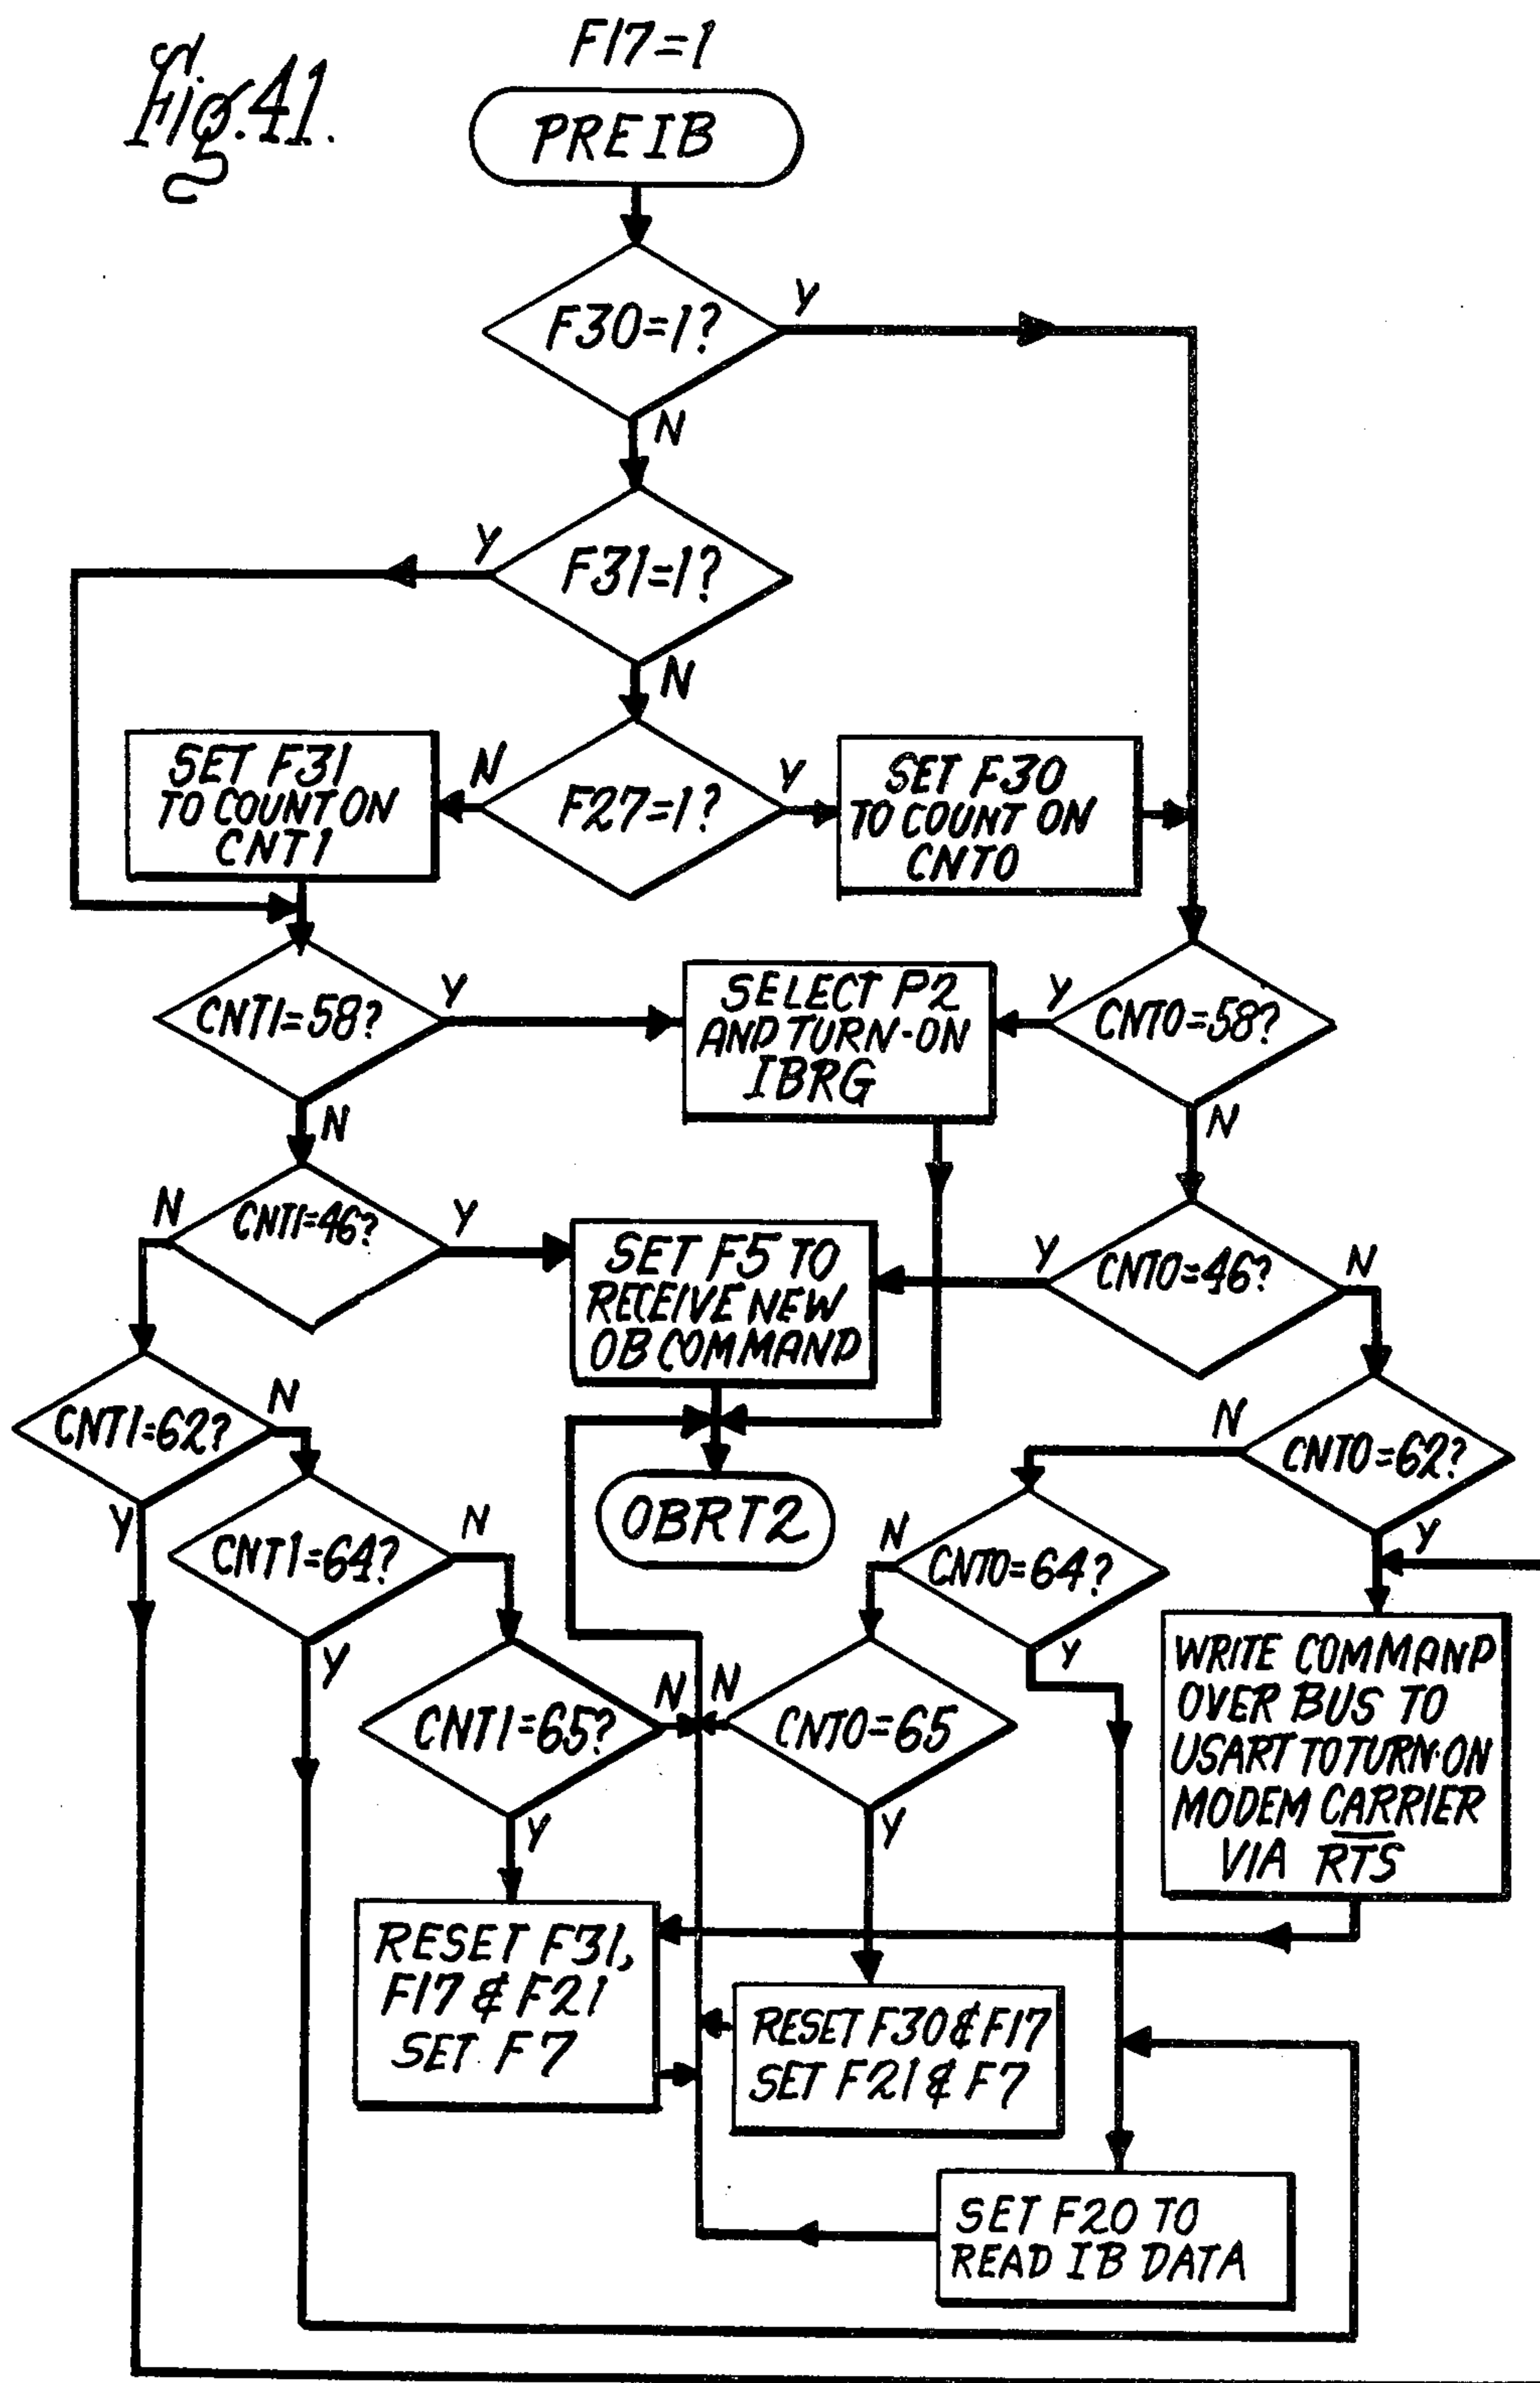 Fig. 41.
F17=1
PREIB
F30=1?
Y
N
F31=1?
Y
N
SET F31
TO COUNT ON
CNT1
N
F27=1?
Y
SET F30
TO COUNT ON
CNT0
CNT1=58?
Y
N
SELECT P2
AND TURN-ON
IBRG
Y
CNT0=58?
N
N
CNT1=46?
Y
SET F5 TO
RECEIVE NEW
OB COMMAND
Y
CNT0=46?
N
CNT1=62?
N
Y
CNT1=64?
N
Y
OBRT2
N
CNT0=62?
Y
N
CNT0=64?
Y
CNT1=65?
N
Y
N
CNT0=65
Y
WRITE COMMAND
OVER BUS TO
USART TO TURN-ON
MODEM CARRIER
VIA RTS
RESET F31,
F17 & F21
SET F7
RESET F30 & F17
SET F21 & F7
SET F20 TO
READ IB DATA